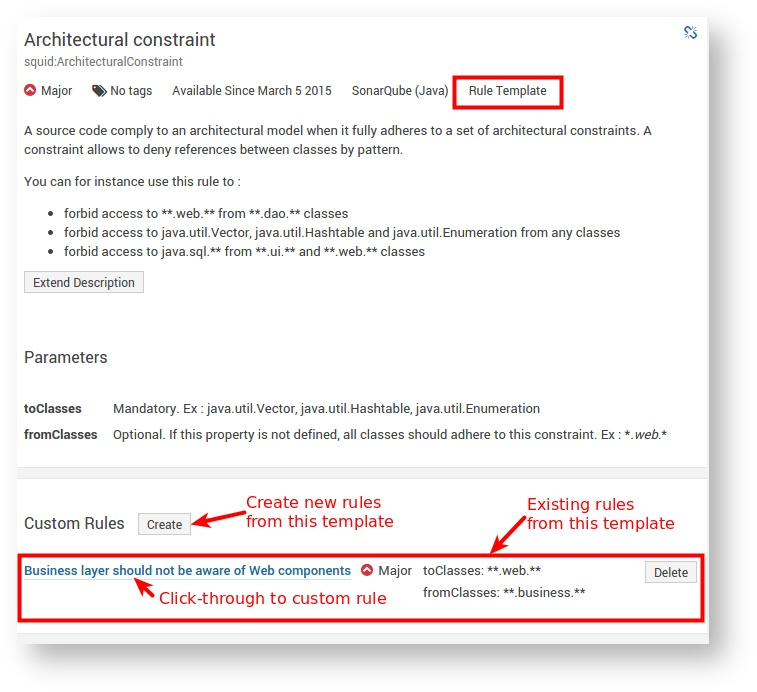 Architectural constraint
squid:ArchitecturalConstraint
Major No tags Available Since March 5 2015 SonarQube (Java) Rule Template
A source code comply to an architectural model when it fully adheres to a set of architectural constraints. A
constraint allows to deny references between classes by pattern.
You can for instance use this rule to :
• forbid access to **.web.** from **.dao.** classes
• forbid access to java.util.Vector, java.util.Hashtable and java.util.Enumeration from any classes
• forbid access to java.sql.** from **.ui.** and **.web.** classes
Extend Description
Parameters
toClasses Mandatory. Ex : java.util.Vector, java.util.Hashtable, java.util.Enumeration
fromClasses Optional. If this property is not defined, all classes should adhere to this constraint. Ex : *.web.*
Custom Rules Create
Create new rules
from this template
Existing rules
from this template
Business layer should not be aware of Web components Major toClasses: **.web.** Delete
fromClasses: **.business.**
Click-through to custom rule